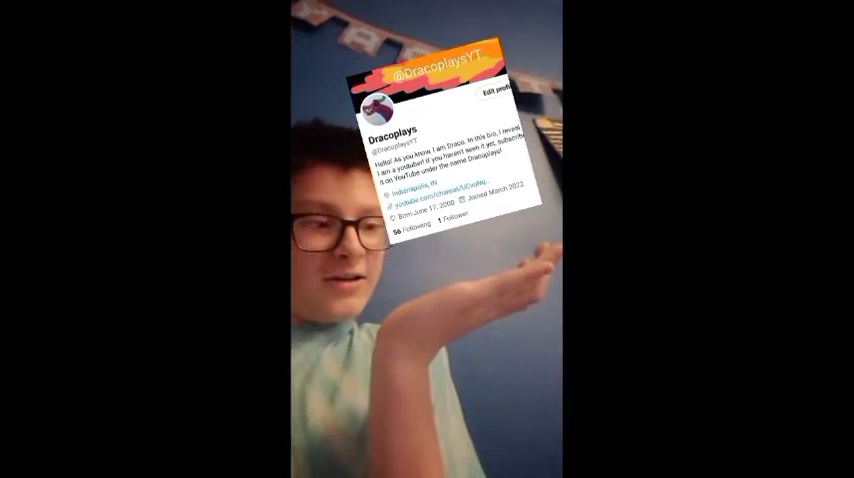 @DracoplaysYT
Edit profi
Dracoplays
@DracoplaysYT
Hello! As you know, I am Draco. In this bio, I reveal
I am a youtuber! If you haven't seen it yet, subscribe
it on YouTube under the name Dracoplays!
Indianapolis, IN
youtube.com/channel/UCvoNq...
Born June 17, 2000 Joined March 2022
56 Following 1 Follower